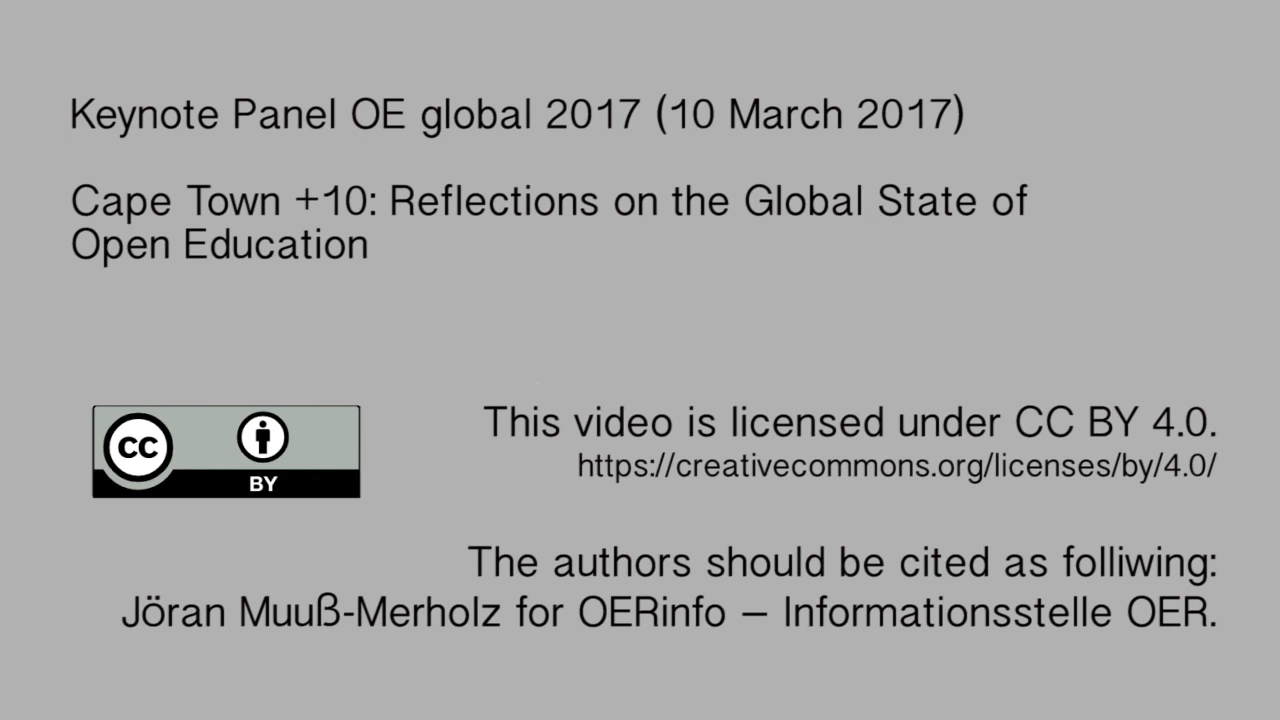 Keynote Panel OE global 2017 (10 March 2017)
Cape Town +10: Reflections on the Global State of
Open Education
This video is licensed under CC BY 4.0.
https://creativecommons.org/licenses/by/4.0/
CC
BY
The authors should be cited as folliwing:
Jöran Muuß-Merholz for OERinfo – Informationsstelle OER.